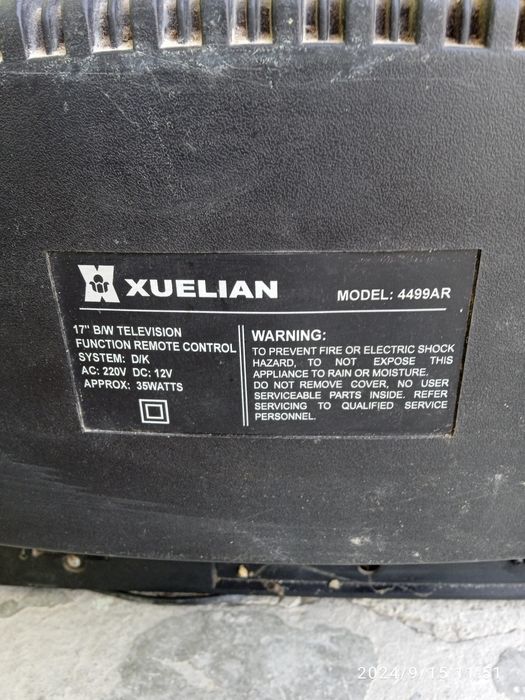 XUELIAN
MODEL: 4499AR
17" B/W TELEVISION
FUNCTION REMOTE CONTROL
SYSTEM: D/K
AC: 220V DC: 12V
APPROX: 35WATTS
WARNING:
TO PREVENT FIRE OR ELECTRIC SHOCK
HAZARD, TO NOT EXPOSE THIS
APPLIANCE TO RAIN OR MOISTURE.
DO NOT REMOVE COVER, NO USER
SERVICEABLE PARTS INSIDE. REFER
SERVICING TO QUALIFIED SERVICE
PERSONNEL.
2024/9/15 11:51